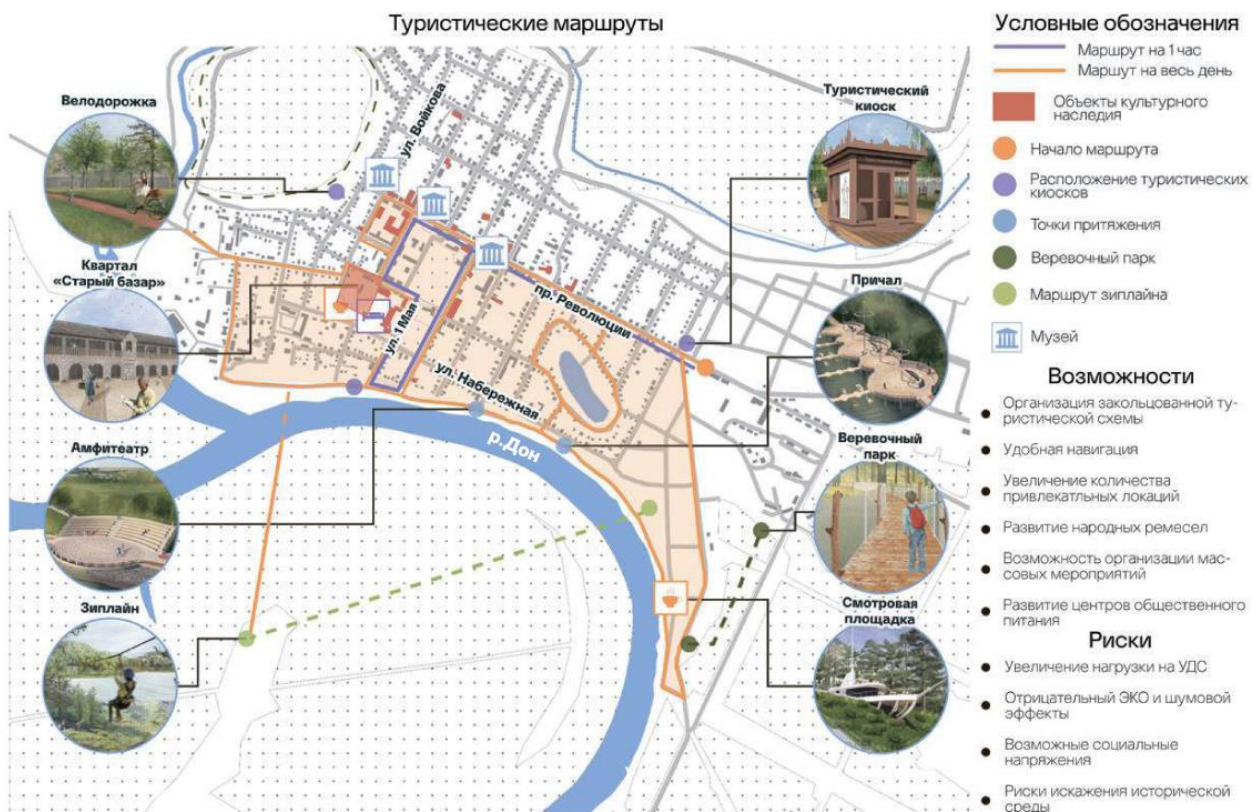 Туристические маршруты
Велодорожка
Квартал
«Старый базар»
Амфитеатр
Зиплайн
ул. Войкова
ул. 1 Мая
пр. Революции
ул. Набережная
р.Дон
Туристический
киоск
Причал
Веревочный
парк
Смотровая
площадка
Условные обозначения
Маршрут на 1 час
Маршут на весь день
Объекты культурного
наследия
Начало маршрута
Расположение туристических
киосков
Точки притяжения
Веревочный парк
Маршрут зиплайна
Музей
Возможности
Организация закольцованной ту-
ристической схемы
Удобная навигация
Увеличение количества
привлекатльных локаций
Развитие народных ремесел
Возможность организации мас-
совых мероприятий
Развитие центров общественного
питания
Риски
Увеличение нагрузки на УДС
Отрицательный ЭКО и шумовой
эффекты
Возможные социальные
напряжения
Риски искажения исторической
среды